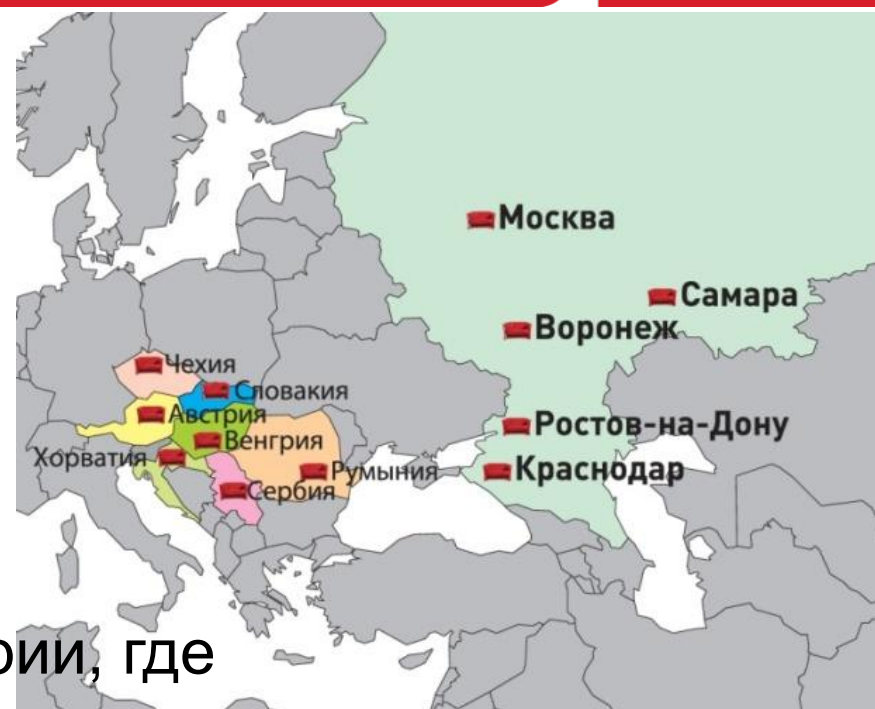 Москва
Самара
Воронеж
Чехия
Словакия
Австрия
Ростов-на-Дону
Венгрия
Хорватия
Румыния
Краснодар
Сербия
рии, где